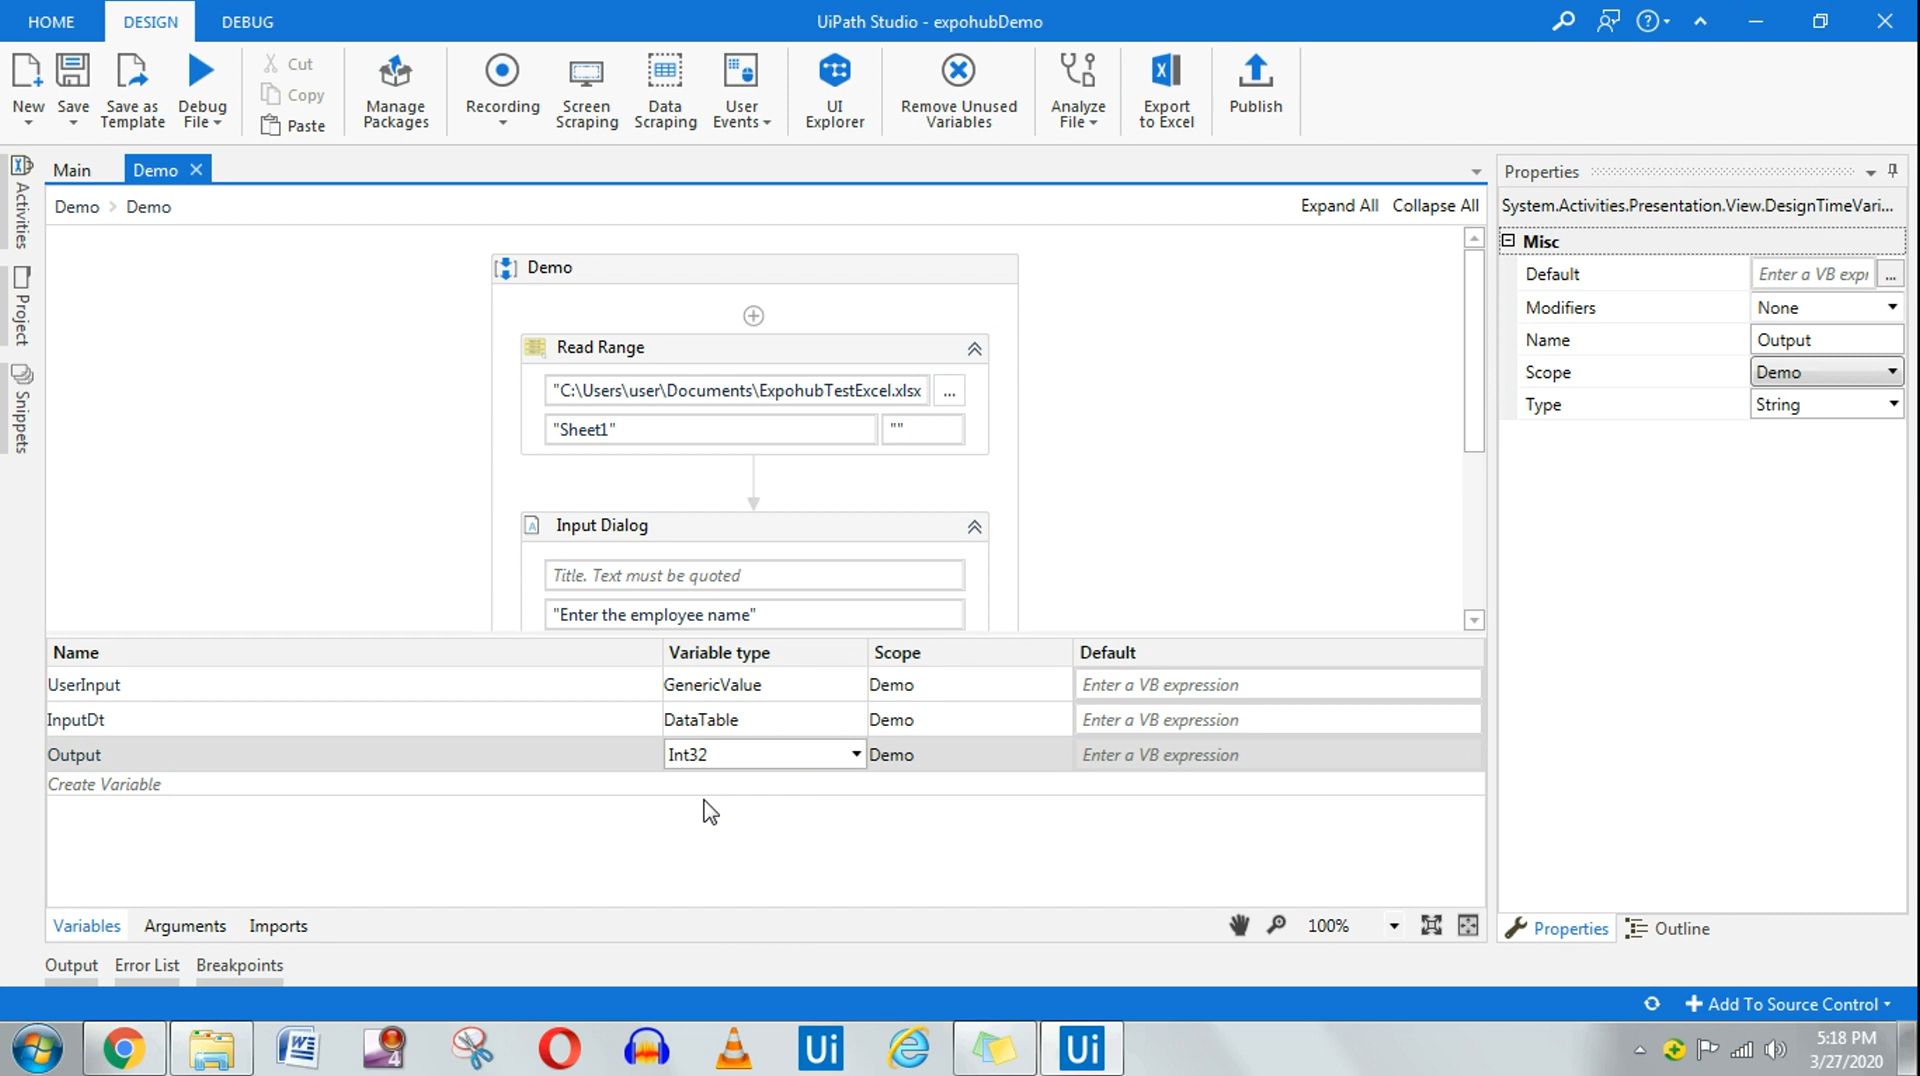 HOME DESIGN DEBUG UiPath Studio - expohubDemo
New Save Save as Template Debug File
Cut
Copy
Paste
Manage Packages
Recording Screen Scraping Data Scraping User Events
UI Explorer
Remove Unused Variables
Analyze File
Export to Excel
Publish
Activities
Project
Snippets
Main Demo
Demo > Demo Expand All Collapse All
Demo
Read Range
"C:\Users\user\Documents\ExpohubTestExcel.xlsx ...
"Sheet1" ""
Input Dialog
Title. Text must be quoted
"Enter the employee name"
Name Variable type Scope Default
UserInput GenericValue Demo Enter a VB expression
InputDt DataTable Demo Enter a VB expression
Output Int32 Demo Enter a VB expression
Create Variable
Variables Arguments Imports 100%
Output Error List Breakpoints
Properties
System.Activities.Presentation.View.DesignTimeVari...
Misc
Default Enter a VB expr ...
Modifiers None
Name Output
Scope Demo
Type String
Properties Outline
Add To Source Control
W 4 Ui Ui
5:18 PM
3/27/2020